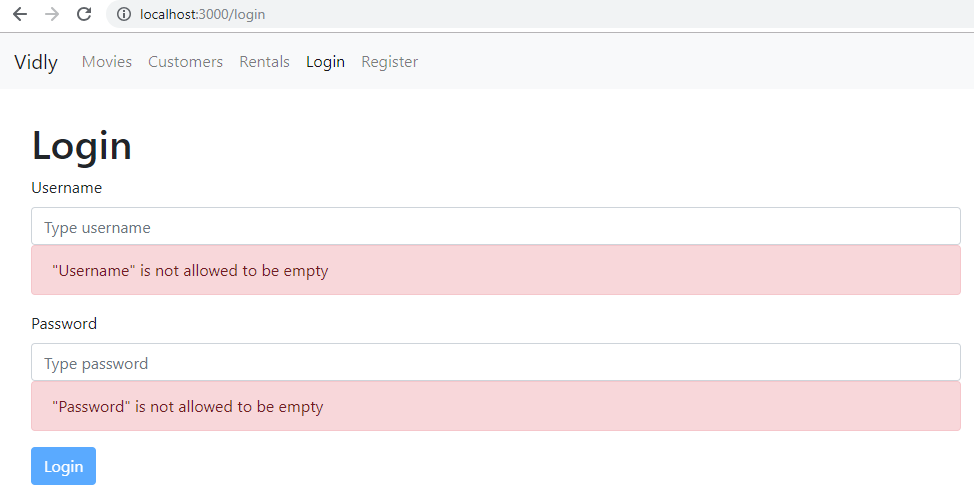 localhost:3000/login
Vidly Movies Customers Rentals Login Register
Login
Username
Type username
"Username" is not allowed to be empty
Password
Type password
"Password" is not allowed to be empty
Login